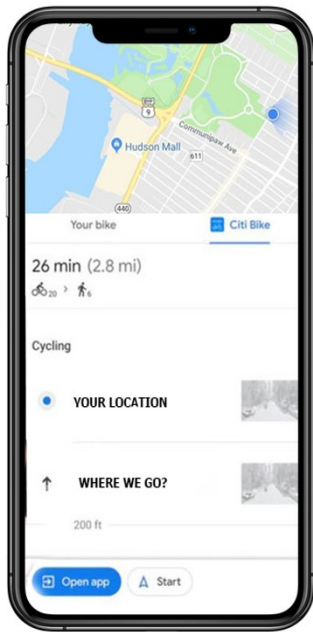 9
Communipaw Ave
Hudson Mall
611
440
Your bike
Citi Bike
26 min (2.8 mi)
20 > 6
Cycling
YOUR LOCATION
WHERE WE GO?
200 ft
Open app
Start